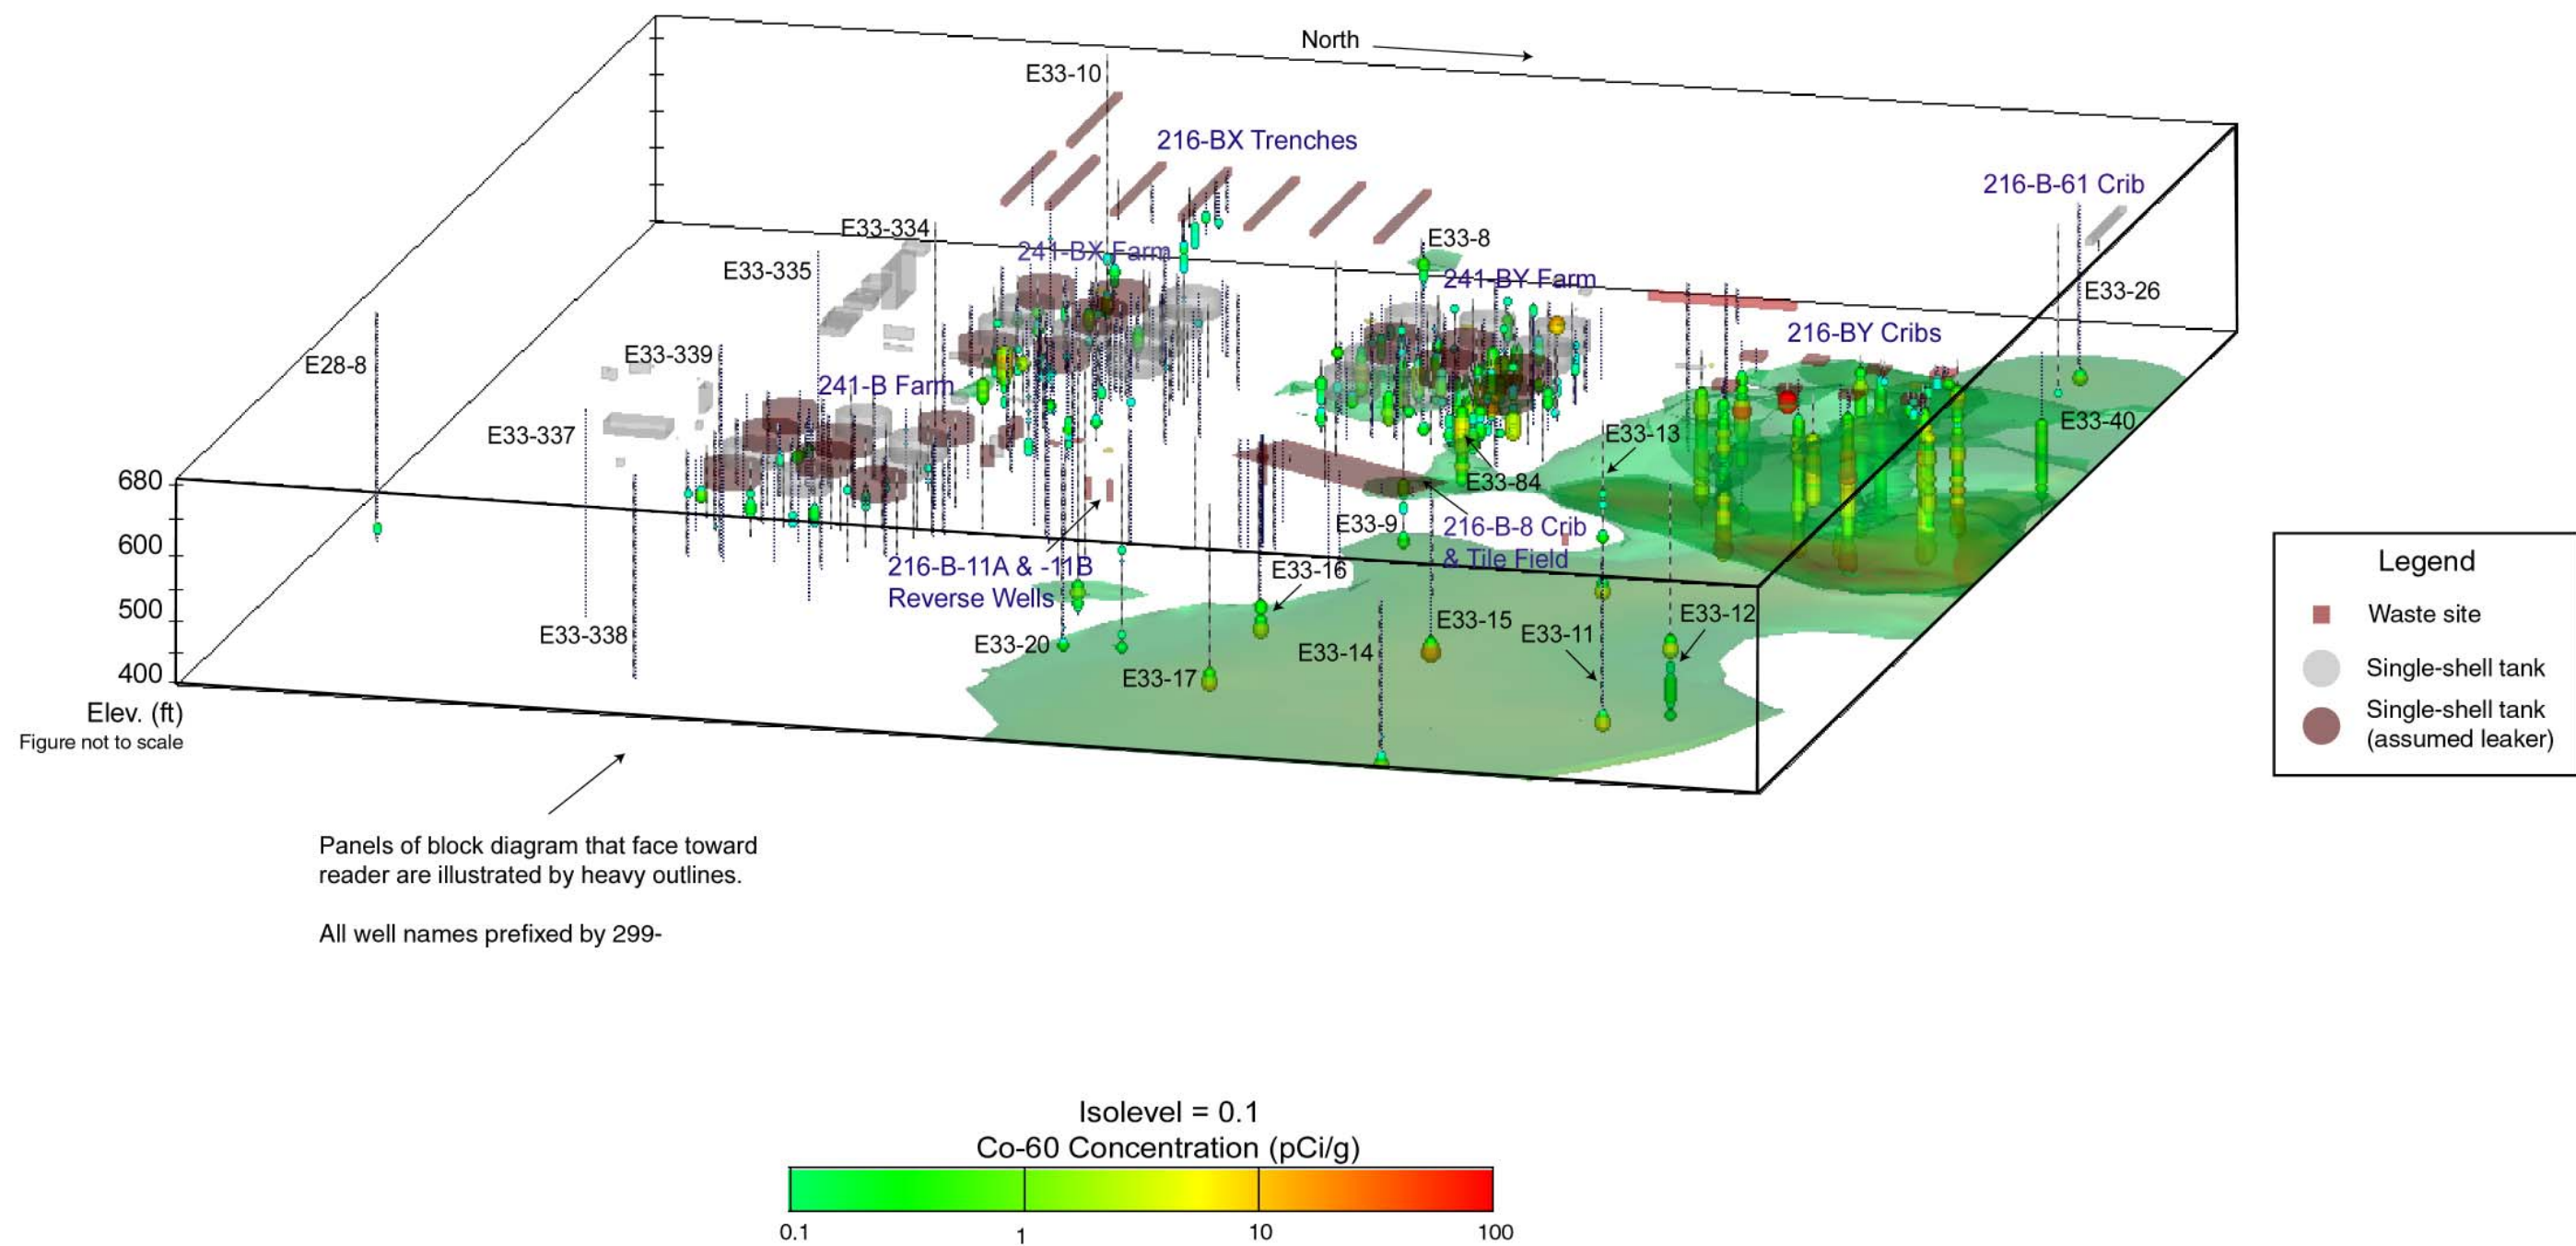 North
E33-10
216-BX Trenches
216-B-61 Crib
E33-334
E33-8
241-BX Farm
E33-335
241-BY Farm
E33-26
216-BY Cribs
E33-339
E28-8
241-B Farm
E33-40
E33-337
E33-13
680
E33-84
E33-9
216-B-8 Crib
& Tile Field
600
216-B-11A & -11B
Reverse Wells
E33-16
500
E33-338
E33-20
E33-15
E33-11
E33-12
E33-14
E33-17
400
Elev. (ft)
Figure not to scale
Legend
Waste site
Single-shell tank
Single-shell tank
(assumed leaker)
Panels of block diagram that face toward
reader are illustrated by heavy outlines.
All well names prefixed by 299-
Isolevel = 0.1
Co-60 Concentration (pCi/g)
0.1
1
10
100